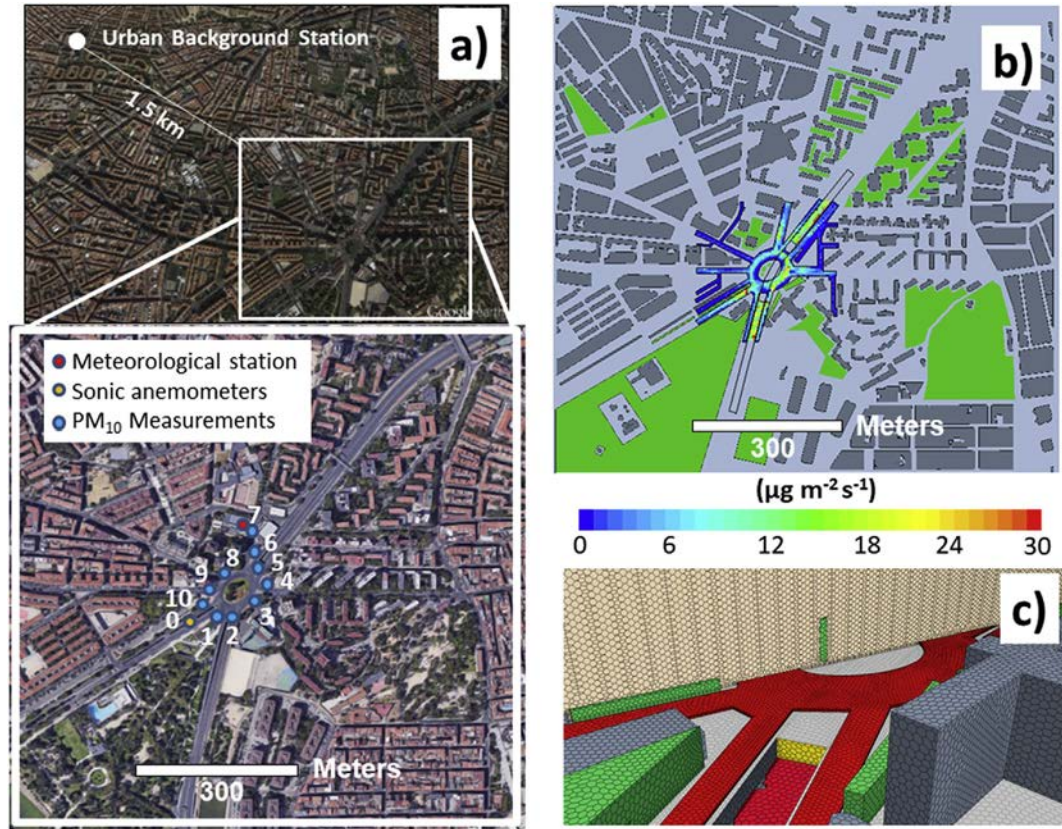 a)
Urban Background Station
1.5 km
Meteorological station
Sonic anemometers
PM10 Measurements
7
6
8
5
9
4
10
3
0
1
2
Meters
300
b)
Meters
300
(µg m-2 s-1)
0 6 12 18 24 30
c)